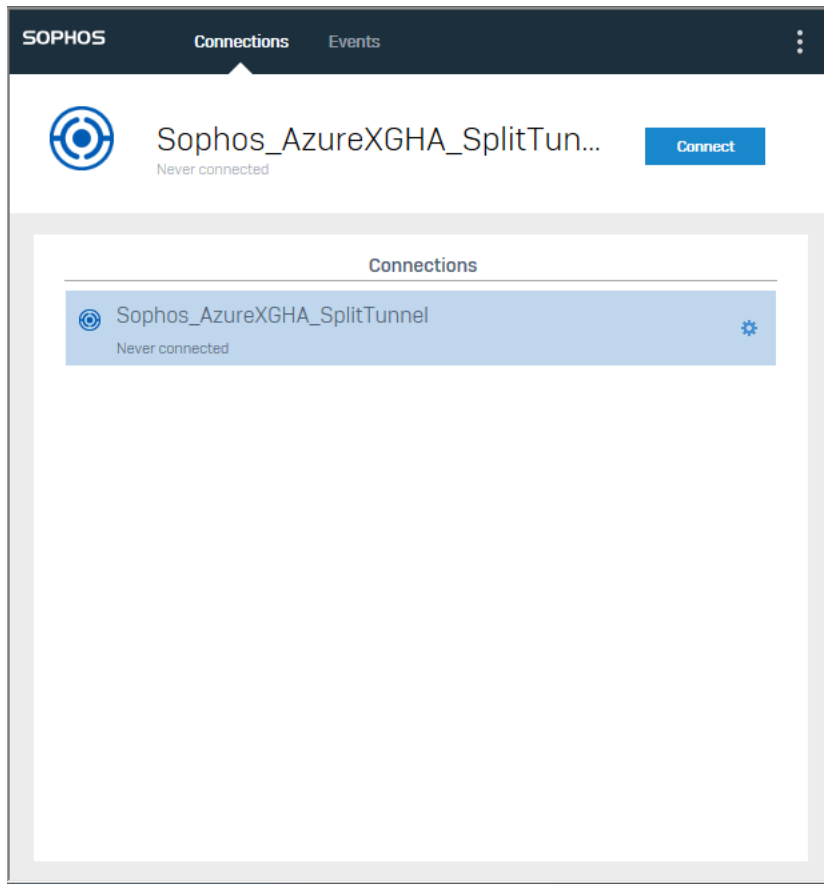 SOPHOS Connections Events
Sophos_AzureXGHA_SplitTun... Connect
Never connected
Connections
Sophos_AzureXGHA_SplitTunnel
Never connected